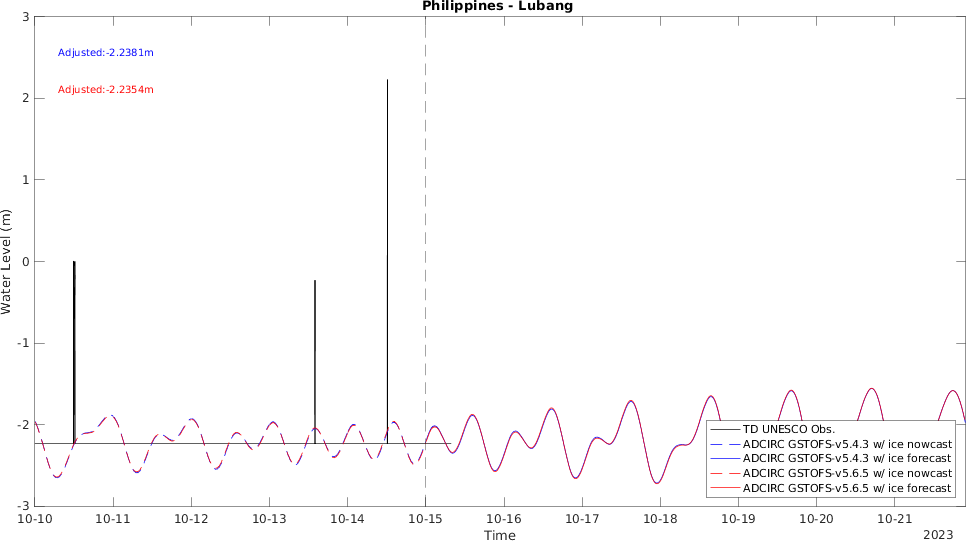 Philippines - Lubang
Adjusted:-2.2381m
Adjusted:-2.2354m
Water Level (m)
3
2
1
0
-1
-2
-3
TD UNESCO Obs.
ADCIRC GSTOFS-v5.4.3 w/ ice nowcast
ADCIRC GSTOFS-v5.4.3 w/ ice forecast
ADCIRC GSTOFS-v5.6.5 w/ ice nowcast
ADCIRC GSTOFS-v5.6.5 w/ ice forecast
10-10 10-11 10-12 10-13 10-14 10-15 10-16 10-17 10-18 10-19 10-20 10-21
Time
2023